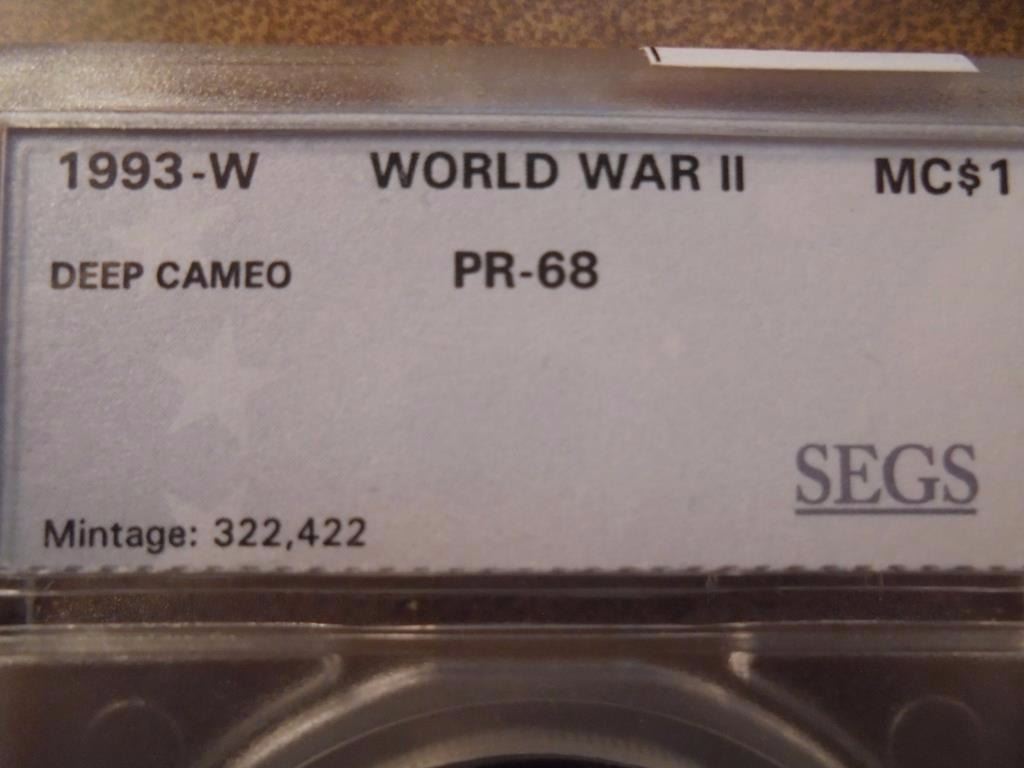 1993-W WORLD WAR II MC$1
DEEP CAMEO PR-68
SEGS
Mintage: 322,422